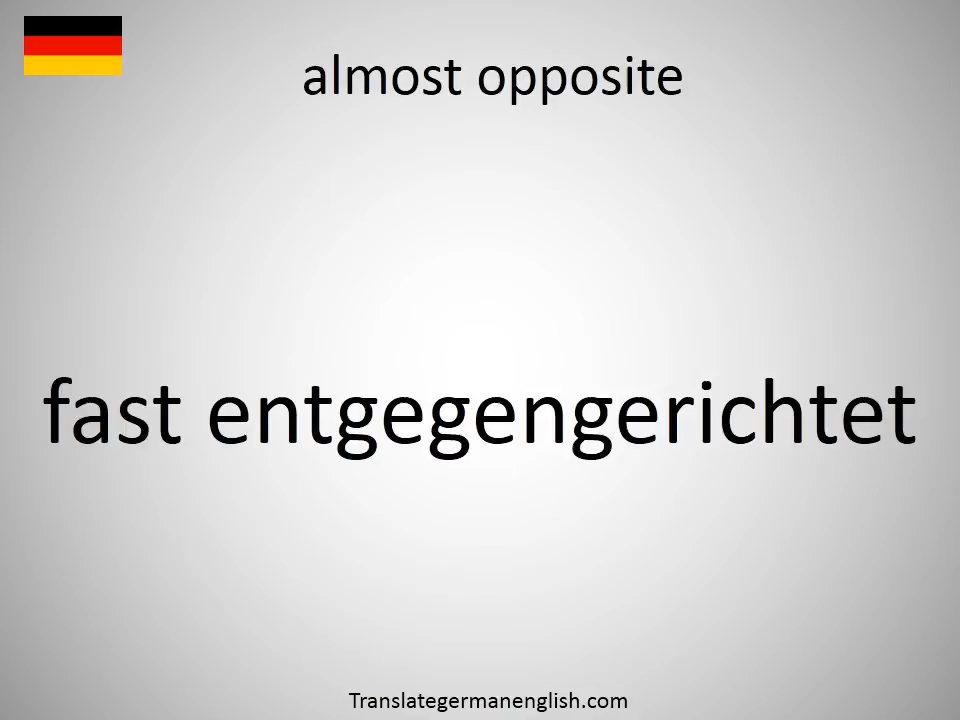 almost opposite
fast entgegengerichtet
Translategermanenglish.com